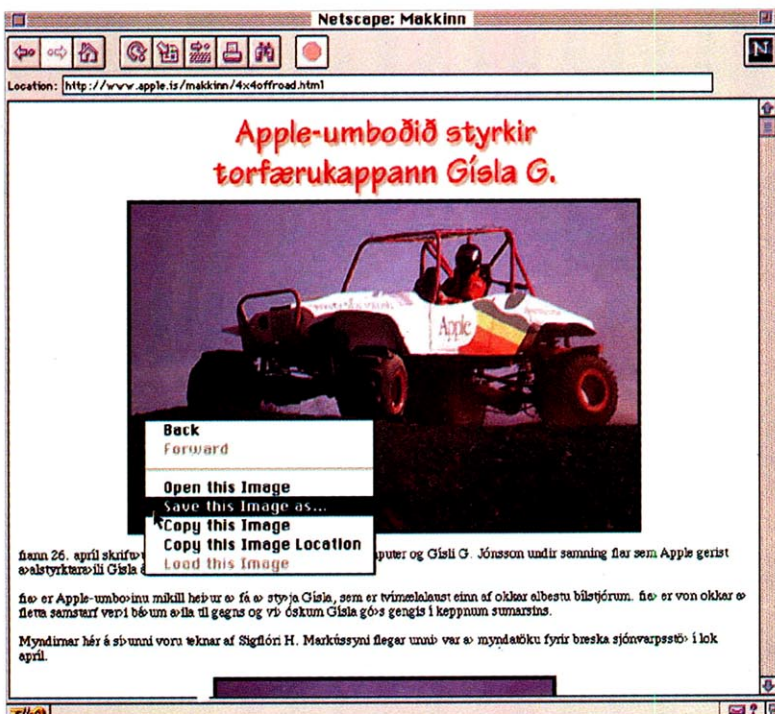 Netscape: Makkinn
N
Location: http://www.apple.is/makkinn/4x4offroad.html
Apple-umboðið styrkir
torfærukappann Gísla G.
Apple
Back
Forward
Open this Image
Save this Image as...
Copy this Image
Copy this Image Location
Load this Image
fiann 26. apríl skrifu puter og Gísli G. Jónsson undir samning flar sem Apple gerist
a›alstyrktara›ili Gísla
fia› er Apple-umbo›inu mikill hei›ur a› fá a› sty›ja Gísla, sem er tvímælalaust einn af okkar albestu bílstjórum. fia› er von okkar a›
fletta samstarf ver›i bá›um a›ila til gagns og vi› óskum Gísla gó›s gengis í keppnum sumarsins.
Myndirnar hér á sí›unni voru teknar af Sigflóri H. Markússyni flegar unni› var a› myndatöku fyrir breska sjónvarpsstö› í lok
apríl.